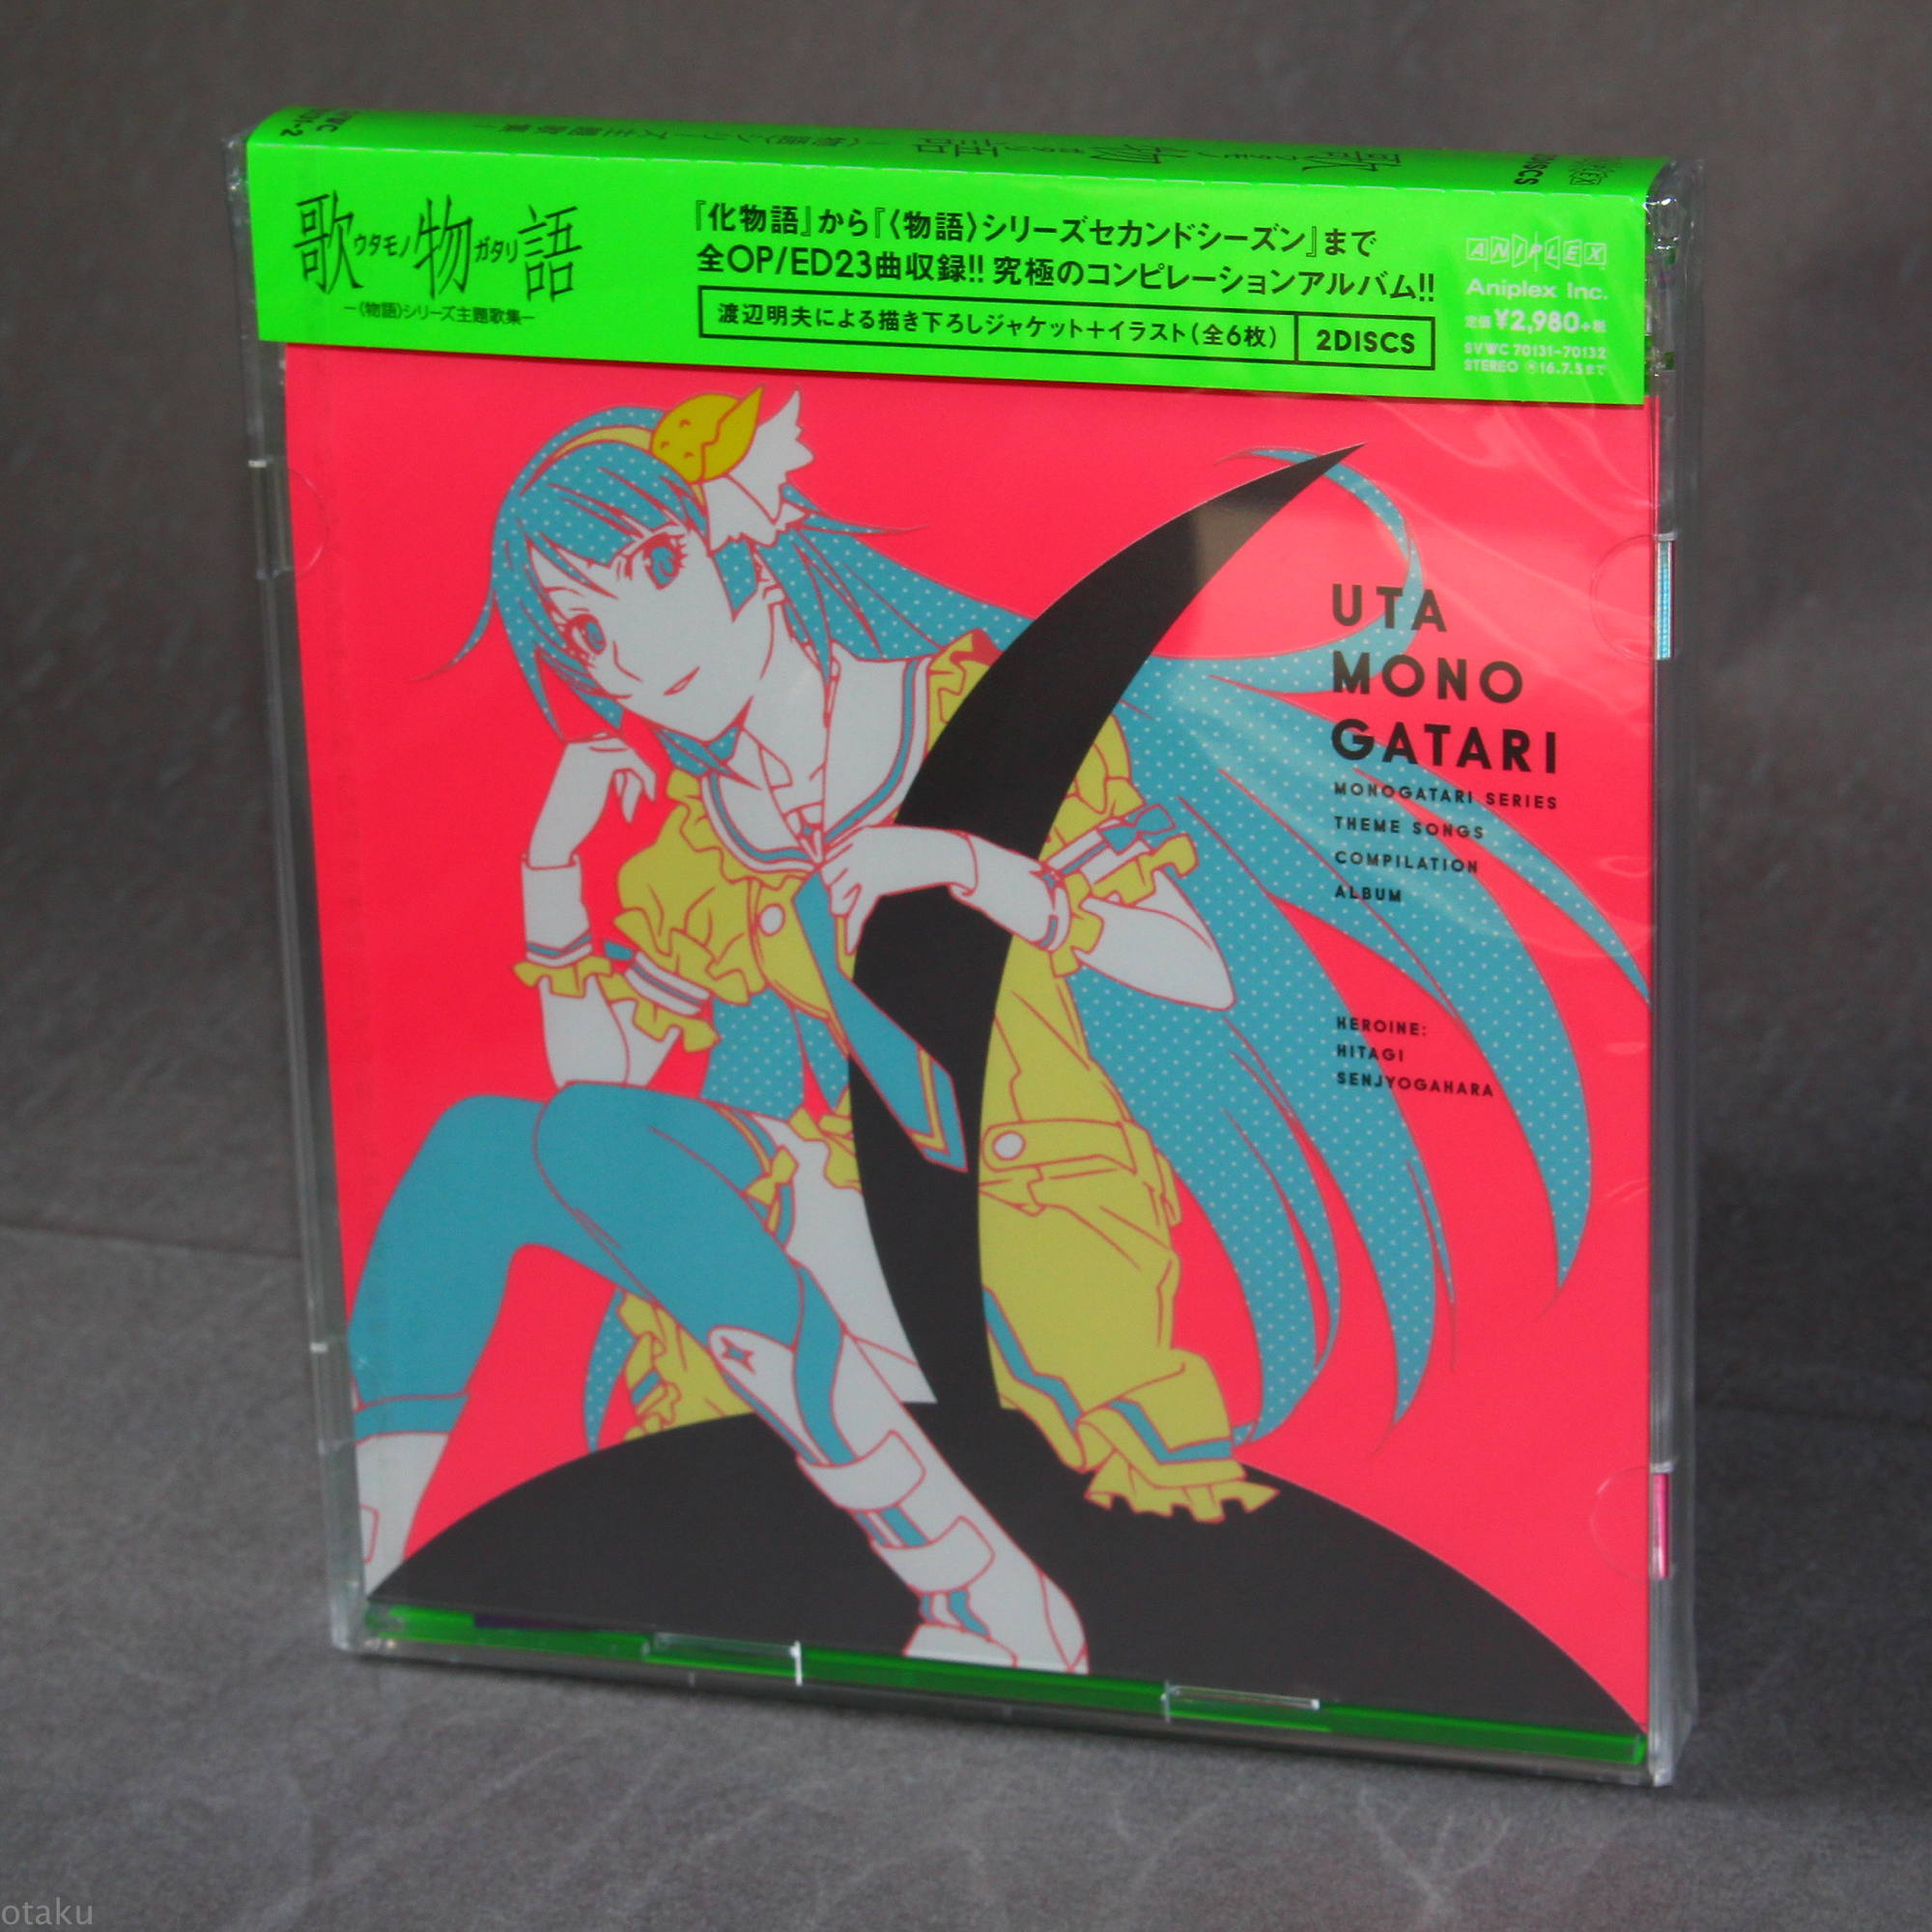 歌物語
ウタモノガタリ
—〈物語〉シリーズ主題歌集—
『化物語』から『〈物語〉シリーズセカンドシーズン』まで
全OP/ED23曲収録!! 究極のコンピレーションアルバム!!
渡辺明夫による描き下ろしジャケット+イラスト(全6枚)
2DISCS
ANIPLEX
Aniplex Inc.
定価 ¥2,980+税
SVWC 70131-70132
STEREO Ⓡ16.7.5まで
UTA
MONO
GATARI
MONOGATARI SERIES
THEME SONGS
COMPILATION
ALBUM
HEROINE:
HITAGI
SENJYOGAHARA
otaku